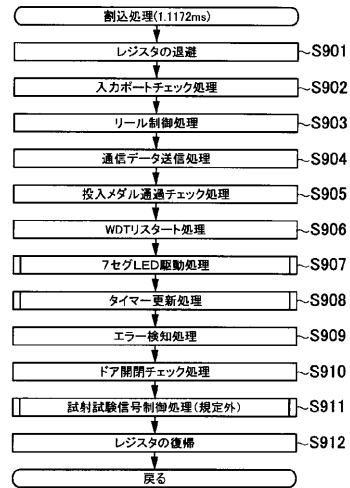 割込処理(1.1172ms)
レジスタの退避 S901
入力ポートチェック処理 S902
リール制御処理 S903
通信データ送信処理 S904
投入メダル通過チェック処理 S905
WDTリスタート処理 S906
7セグLED駆動処理 S907
タイマー更新処理 S908
エラー検知処理 S909
ドア開閉チェック処理 S910
試射試験信号制御処理(規定外) S911
レジスタの復帰 S912
戻る